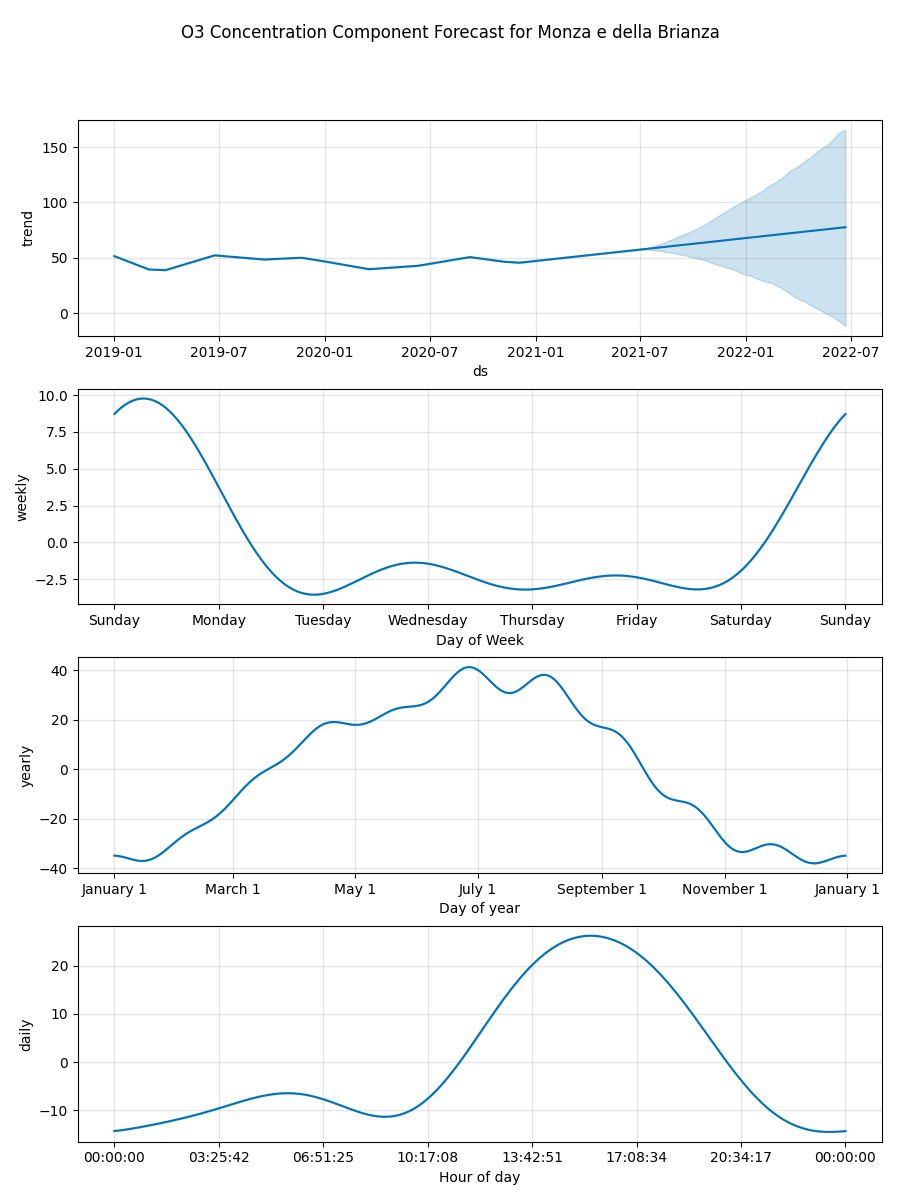 O3 Concentration Component Forecast for Monza e della Brianza
150
100
50
0
trend
2019-01 2019-07 2020-01 2020-07 2021-01 2021-07 2022-01 2022-07
ds
10.0
7.5
5.0
2.5
0.0
−2.5
weekly
Sunday Monday Tuesday Wednesday Thursday Friday Saturday Sunday
Day of Week
40
20
0
−20
−40
yearly
January 1 March 1 May 1 July 1 September 1 November 1 January 1
Day of year
20
10
0
−10
daily
00:00:00 03:25:42 06:51:25 10:17:08 13:42:51 17:08:34 20:34:17 00:00:00
Hour of day